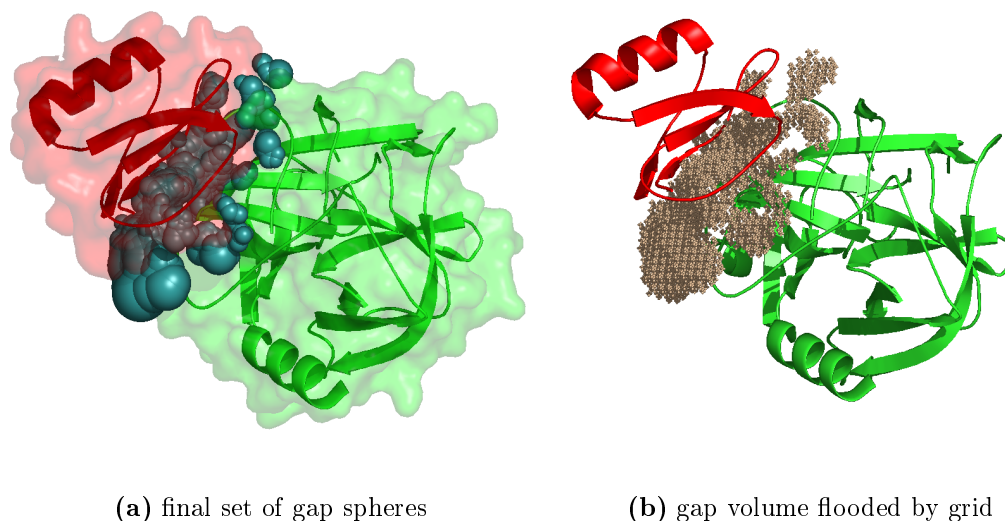 (a) final set of gap spheres
(b) gap volume flooded by grid